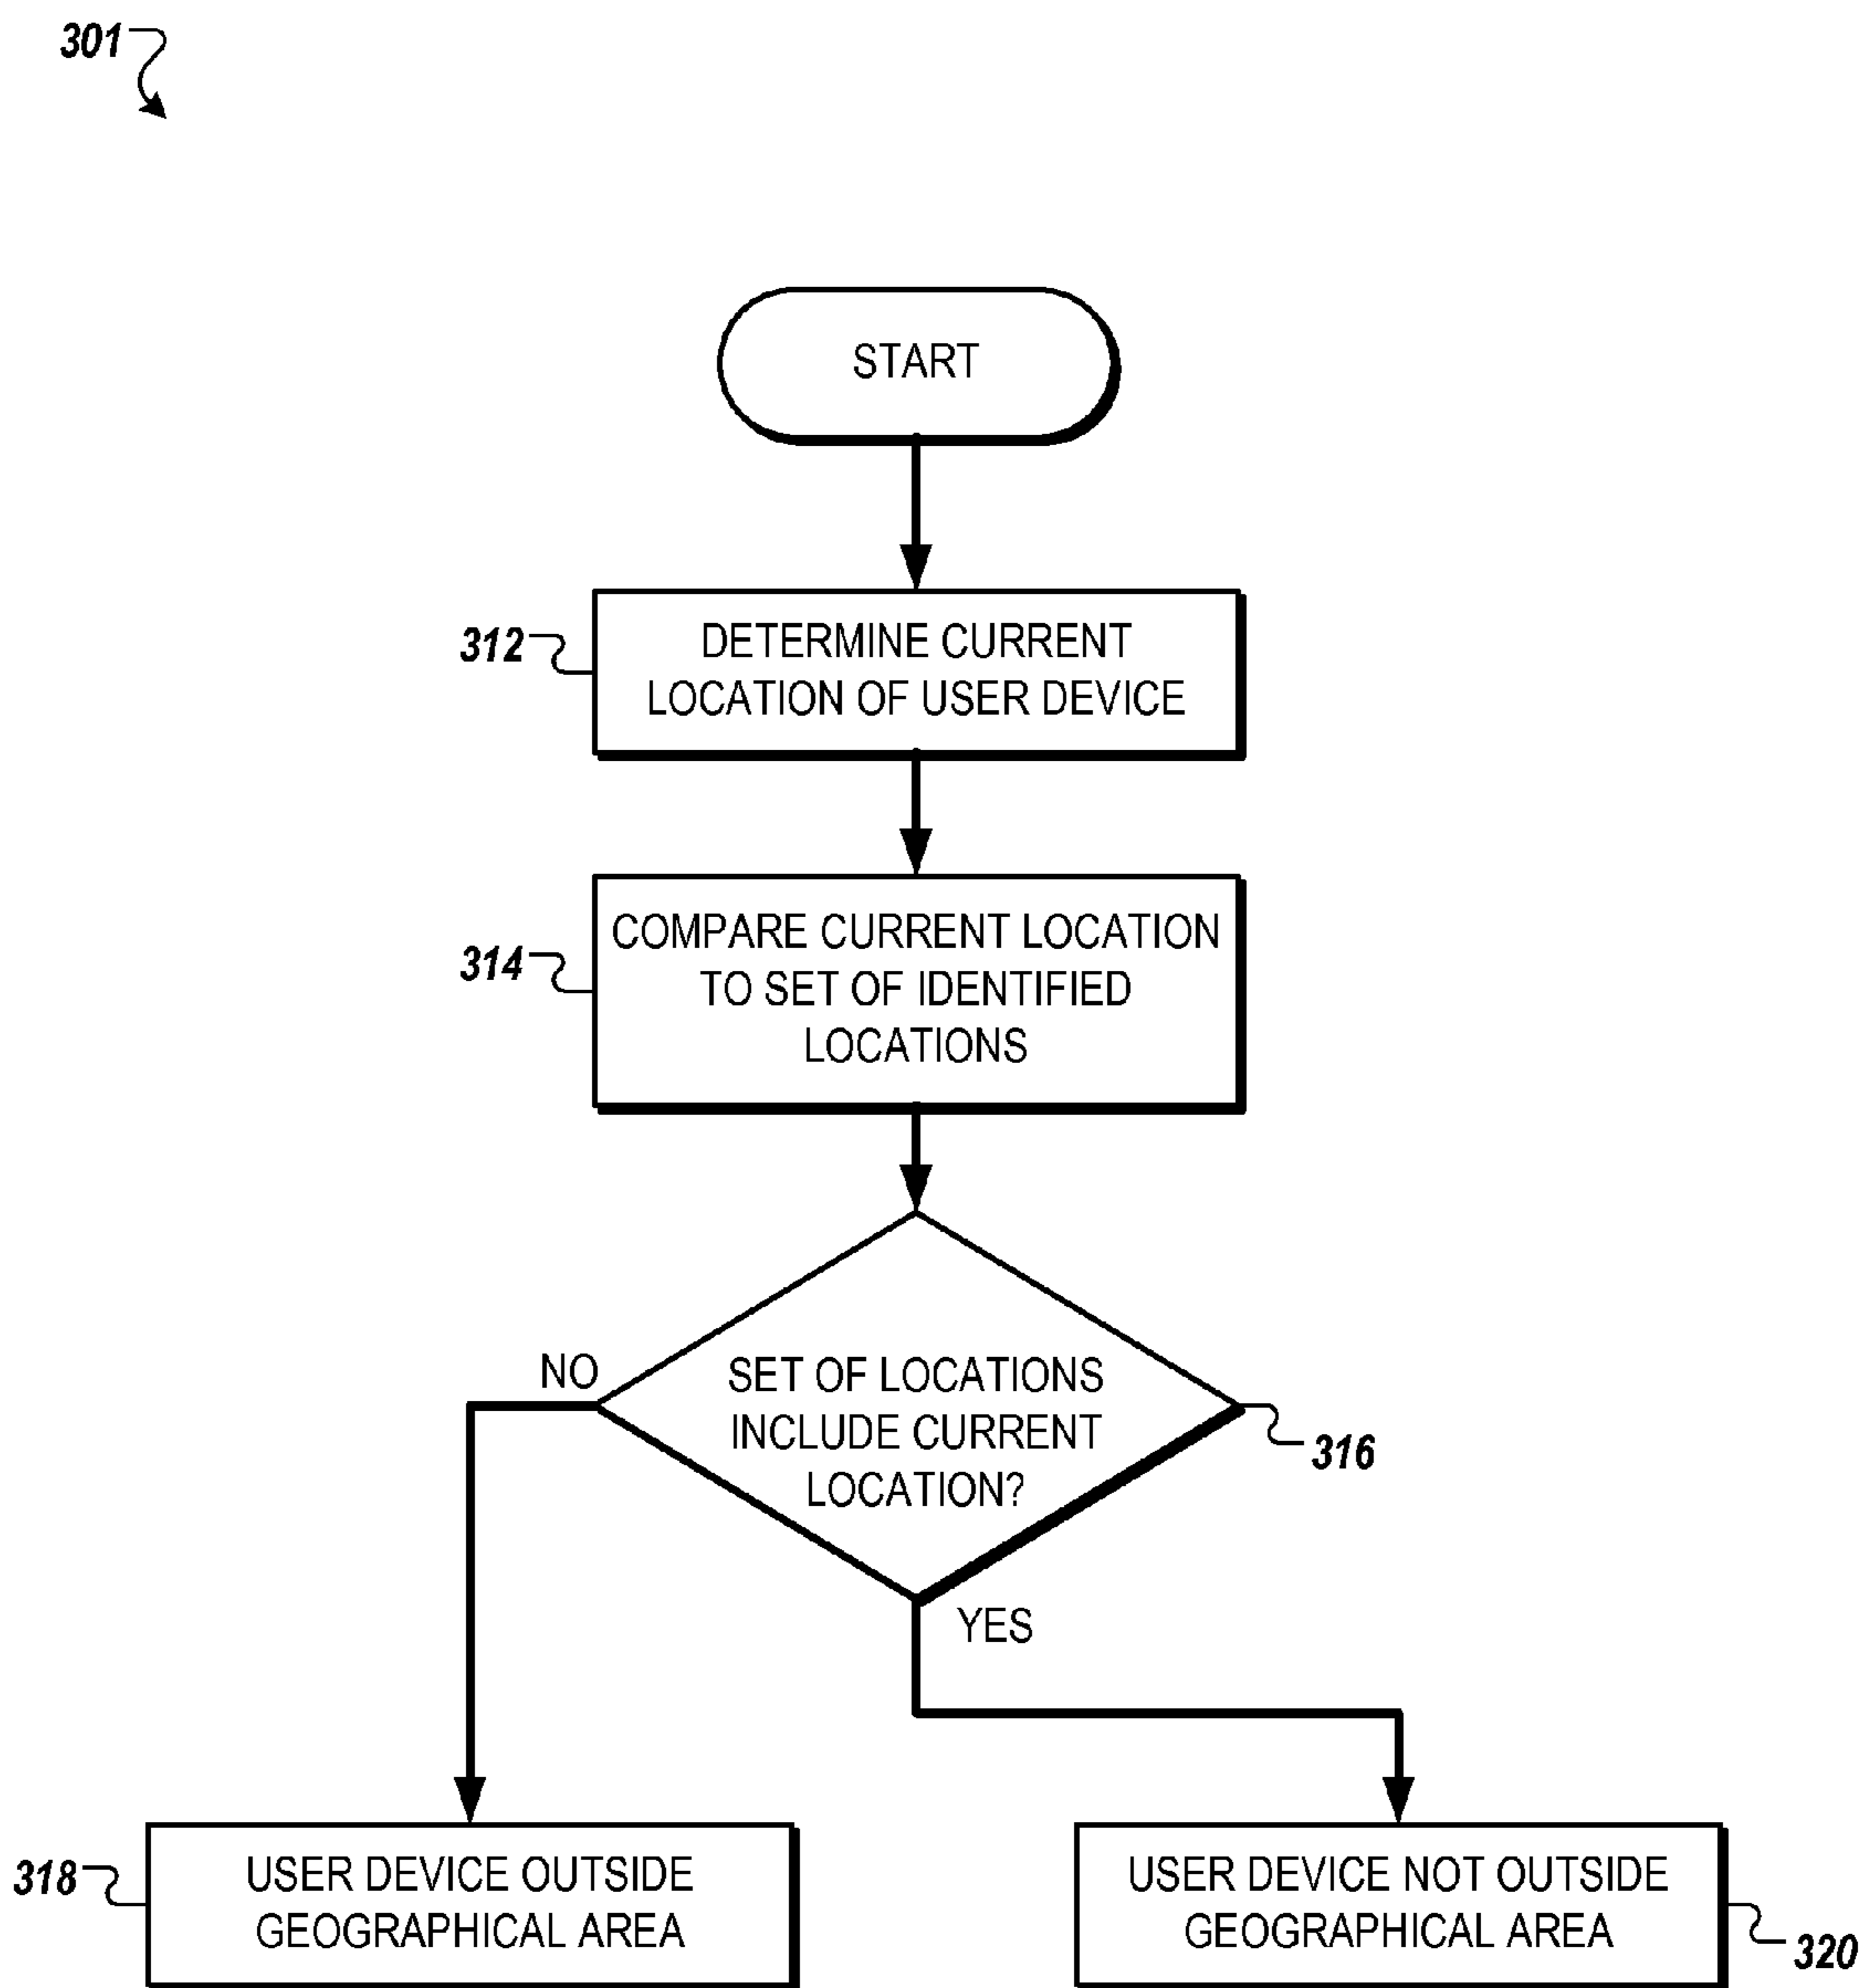 301
START
312
DETERMINE CURRENT
LOCATION OF USER DEVICE
314
COMPARE CURRENT LOCATION
TO SET OF IDENTIFIED
LOCATIONS
NO
SET OF LOCATIONS
INCLUDE CURRENT
LOCATION?
316
YES
318
USER DEVICE OUTSIDE
GEOGRAPHICAL AREA
USER DEVICE NOT OUTSIDE
GEOGRAPHICAL AREA
320